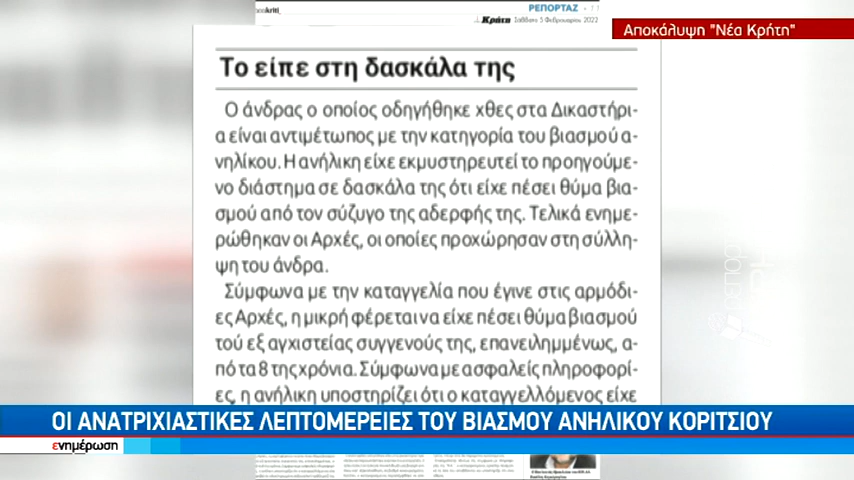 ΡΕΠΟΡΤΑΖ
Κρήτη Σάββατο 5 Φεβρουαρίου 2022
Αποκάλυψη "Νέα Κρήτη"
Το είπε στη δασκάλα της
Ο άνδρας ο οποίος οδηγήθηκε χθες στα Δικαστήρι-
α είναι αντιμέτωπος με την κατηγορία του βιασμού α-
νηλίκου. Η ανήλικη είχε εκμυστηρευτεί το προηγούμε-
νο διάστημα σε δασκάλα της ότι είχε πέσει θύμα βια-
σμού από τον σύζυγο της αδερφής της. Τελικά ενημε-
ρώθηκαν οι Αρχές, οι οποίες προχώρησαν στη σύλλη-
ψη του άνδρα.
Σύμφωνα με την καταγγελία που έγινε στις αρμόδι-
ες Αρχές, η μικρή φέρεται να είχε πέσει θύμα βιασμού
τού εξ αγχιστείας συγγενούς της, επανειλημμένως, α-
πό τα 8 της χρόνια. Σύμφωνα με ασφαλείς πληροφορί-
ες, η ανήλικη υποστηρίζει ότι ο καταγγελλόμενος είχε
ΟΙ ΑΝΑΤΡΙΧΙΑΣΤΙΚΕΣ ΛΕΠΤΟΜΕΡΕΙΕΣ ΤΟΥ ΒΙΑΣΜΟΥ ΑΝΗΛΙΚΟΥ ΚΟΡΙΤΣΙΟΥ
ενημέρωση